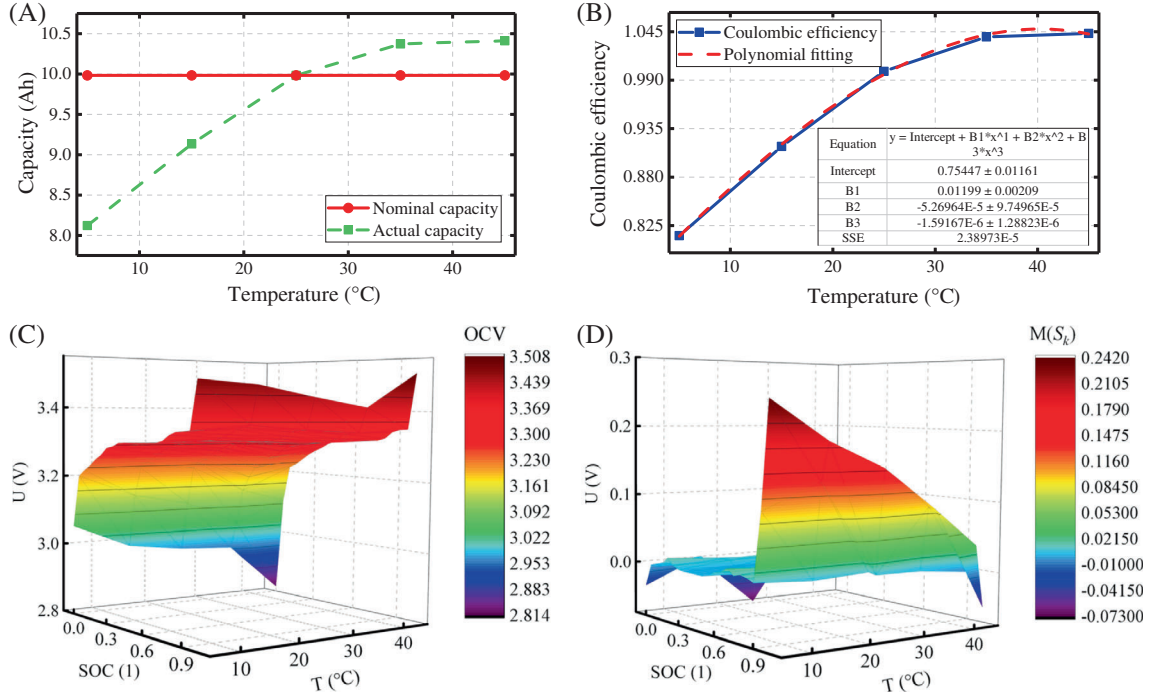 (A)
10.5
10.0
9.5
9.0
8.5
8.0
Capacity (Ah)
Nominal capacity
Actual capacity
10
20
30
40
Temperature (°C)
(B)
1.045
0.990
0.935
0.880
0.825
Coulombic efficiency
Coulombic efficiency
Polynomial fitting
Equation
y = Intercept + B1*x^1 + B2*x^2 + B
3*x^3
Intercept
0.75447 ± 0.01161
B1
0.01199 ± 0.00209
B2
-5.26964E-5 ± 9.74965E-5
B3
-1.59167E-6 ± 1.28823E-6
SSE
2.38973E-5
10
20
30
40
Temperature (°C)
(C)
OCV
3.508
3.439
3.369
3.300
3.230
3.161
3.092
3.022
2.953
2.883
2.814
3.4
3.2
3.0
2.8
U (V)
0.0
0.3
0.6
0.9
SOC (1)
10
20
30
40
T (°C)
(D)
M(Sₖ)
0.2420
0.2105
0.1790
0.1475
0.1160
0.08450
0.05300
0.02150
-0.01000
-0.04150
-0.07300
0.3
0.2
0.1
0.0
U (V)
0.0
0.3
0.6
0.9
SOC (1)
10
20
30
40
T (°C)